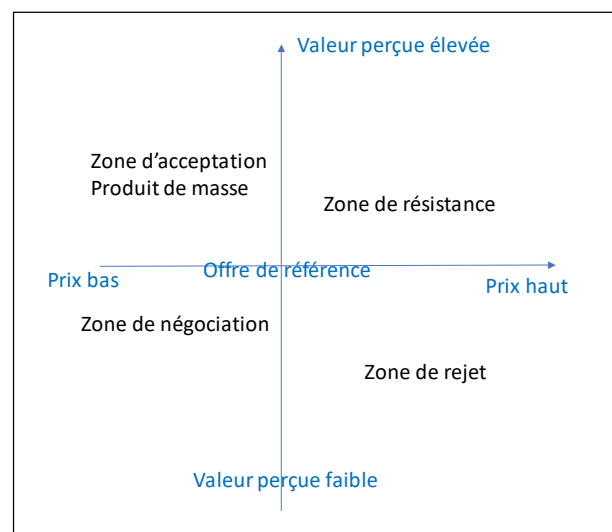 Valeur perçue élevée
Zone d’acceptation
Produit de masse
Zone de résistance
Offre de référence
Prix bas
Prix haut
Zone de négociation
Zone de rejet
Valeur perçue faible